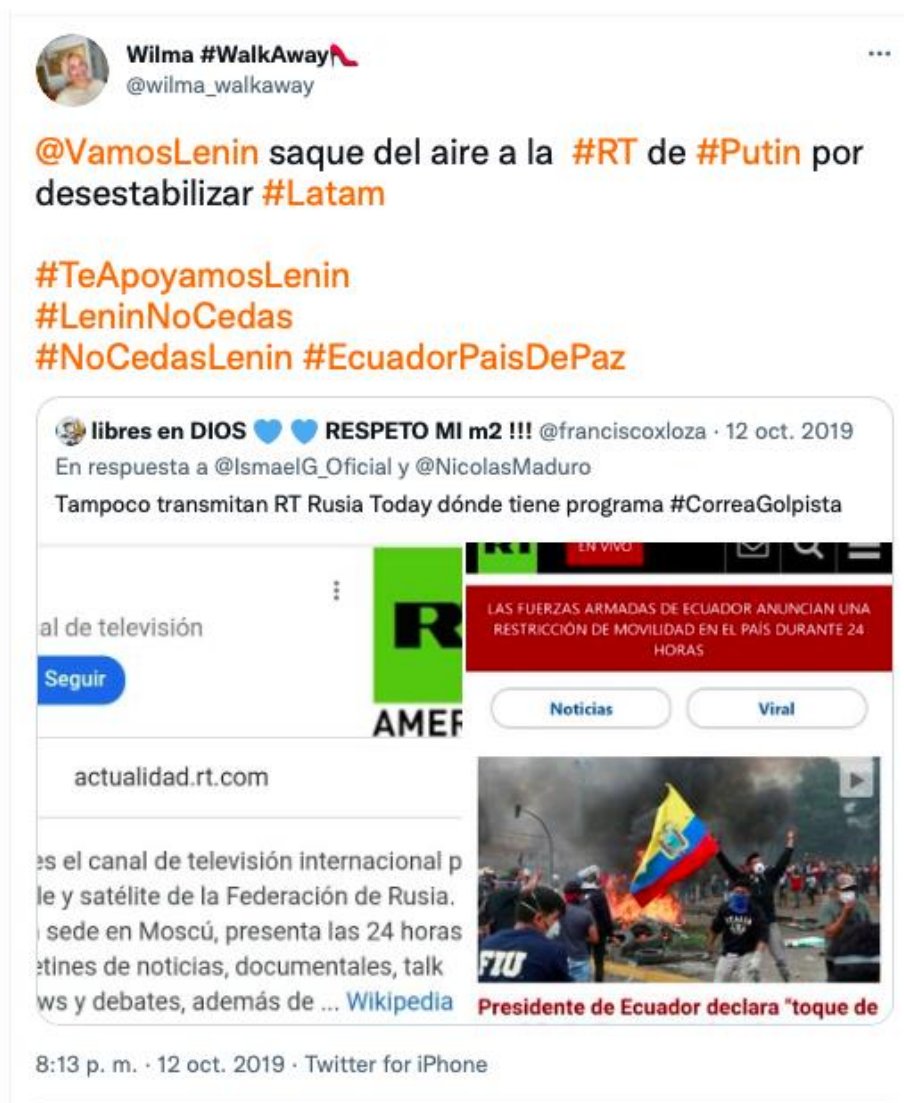 Wilma #WalkAway👠
@wilma_walkaway
@VamosLenin saque del aire a la #RT de #Putin por
desestabilizar #Latam
#TeApoyamosLenin
#LeninNoCedas
#NoCedasLenin #EcuadorPaisDePaz
libres en DIOS 💙 💙 RESPETO MI m2 !!! @franciscoxloza · 12 oct. 2019
En respuesta a @IsmaelG_Oficial y @NicolasMaduro
Tampoco transmitan RT Rusia Today dónde tiene programa #CorreaGolpista
al de televisión
Seguir
R
AMER
actualidad.rt.com
es el canal de televisión internacional p
le y satélite de la Federación de Rusia.
sede en Moscú, presenta las 24 horas
etines de noticias, documentales, talk
ws y debates, además de ... Wikipedia
RT
EN VIVO
LAS FUERZAS ARMADAS DE ECUADOR ANUNCIAN UNA
RESTRICCIÓN DE MOVILIDAD EN EL PAÍS DURANTE 24
HORAS
Noticias Viral
ITALIA
FIU
Presidente de Ecuador declara "toque de
8:13 p. m. · 12 oct. 2019 · Twitter for iPhone